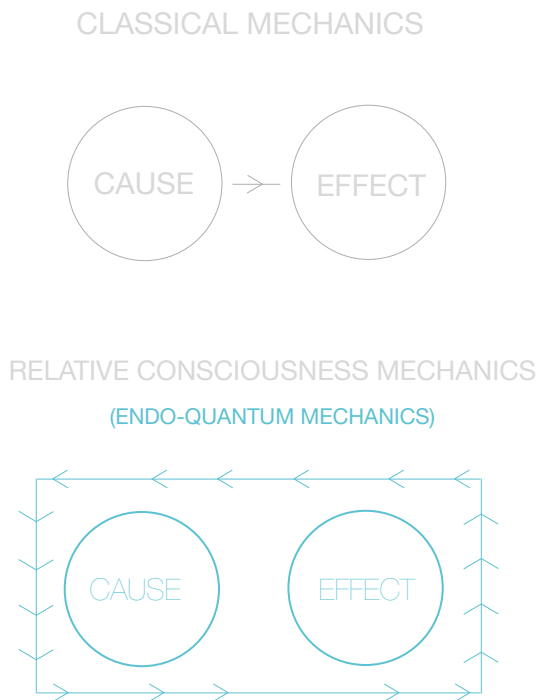 CLASSICAL MECHANICS
CAUSE
EFFECT
RELATIVE CONSCIOUSNESS MECHANICS
(ENDO-QUANTUM MECHANICS)
CAUSE
EFFECT